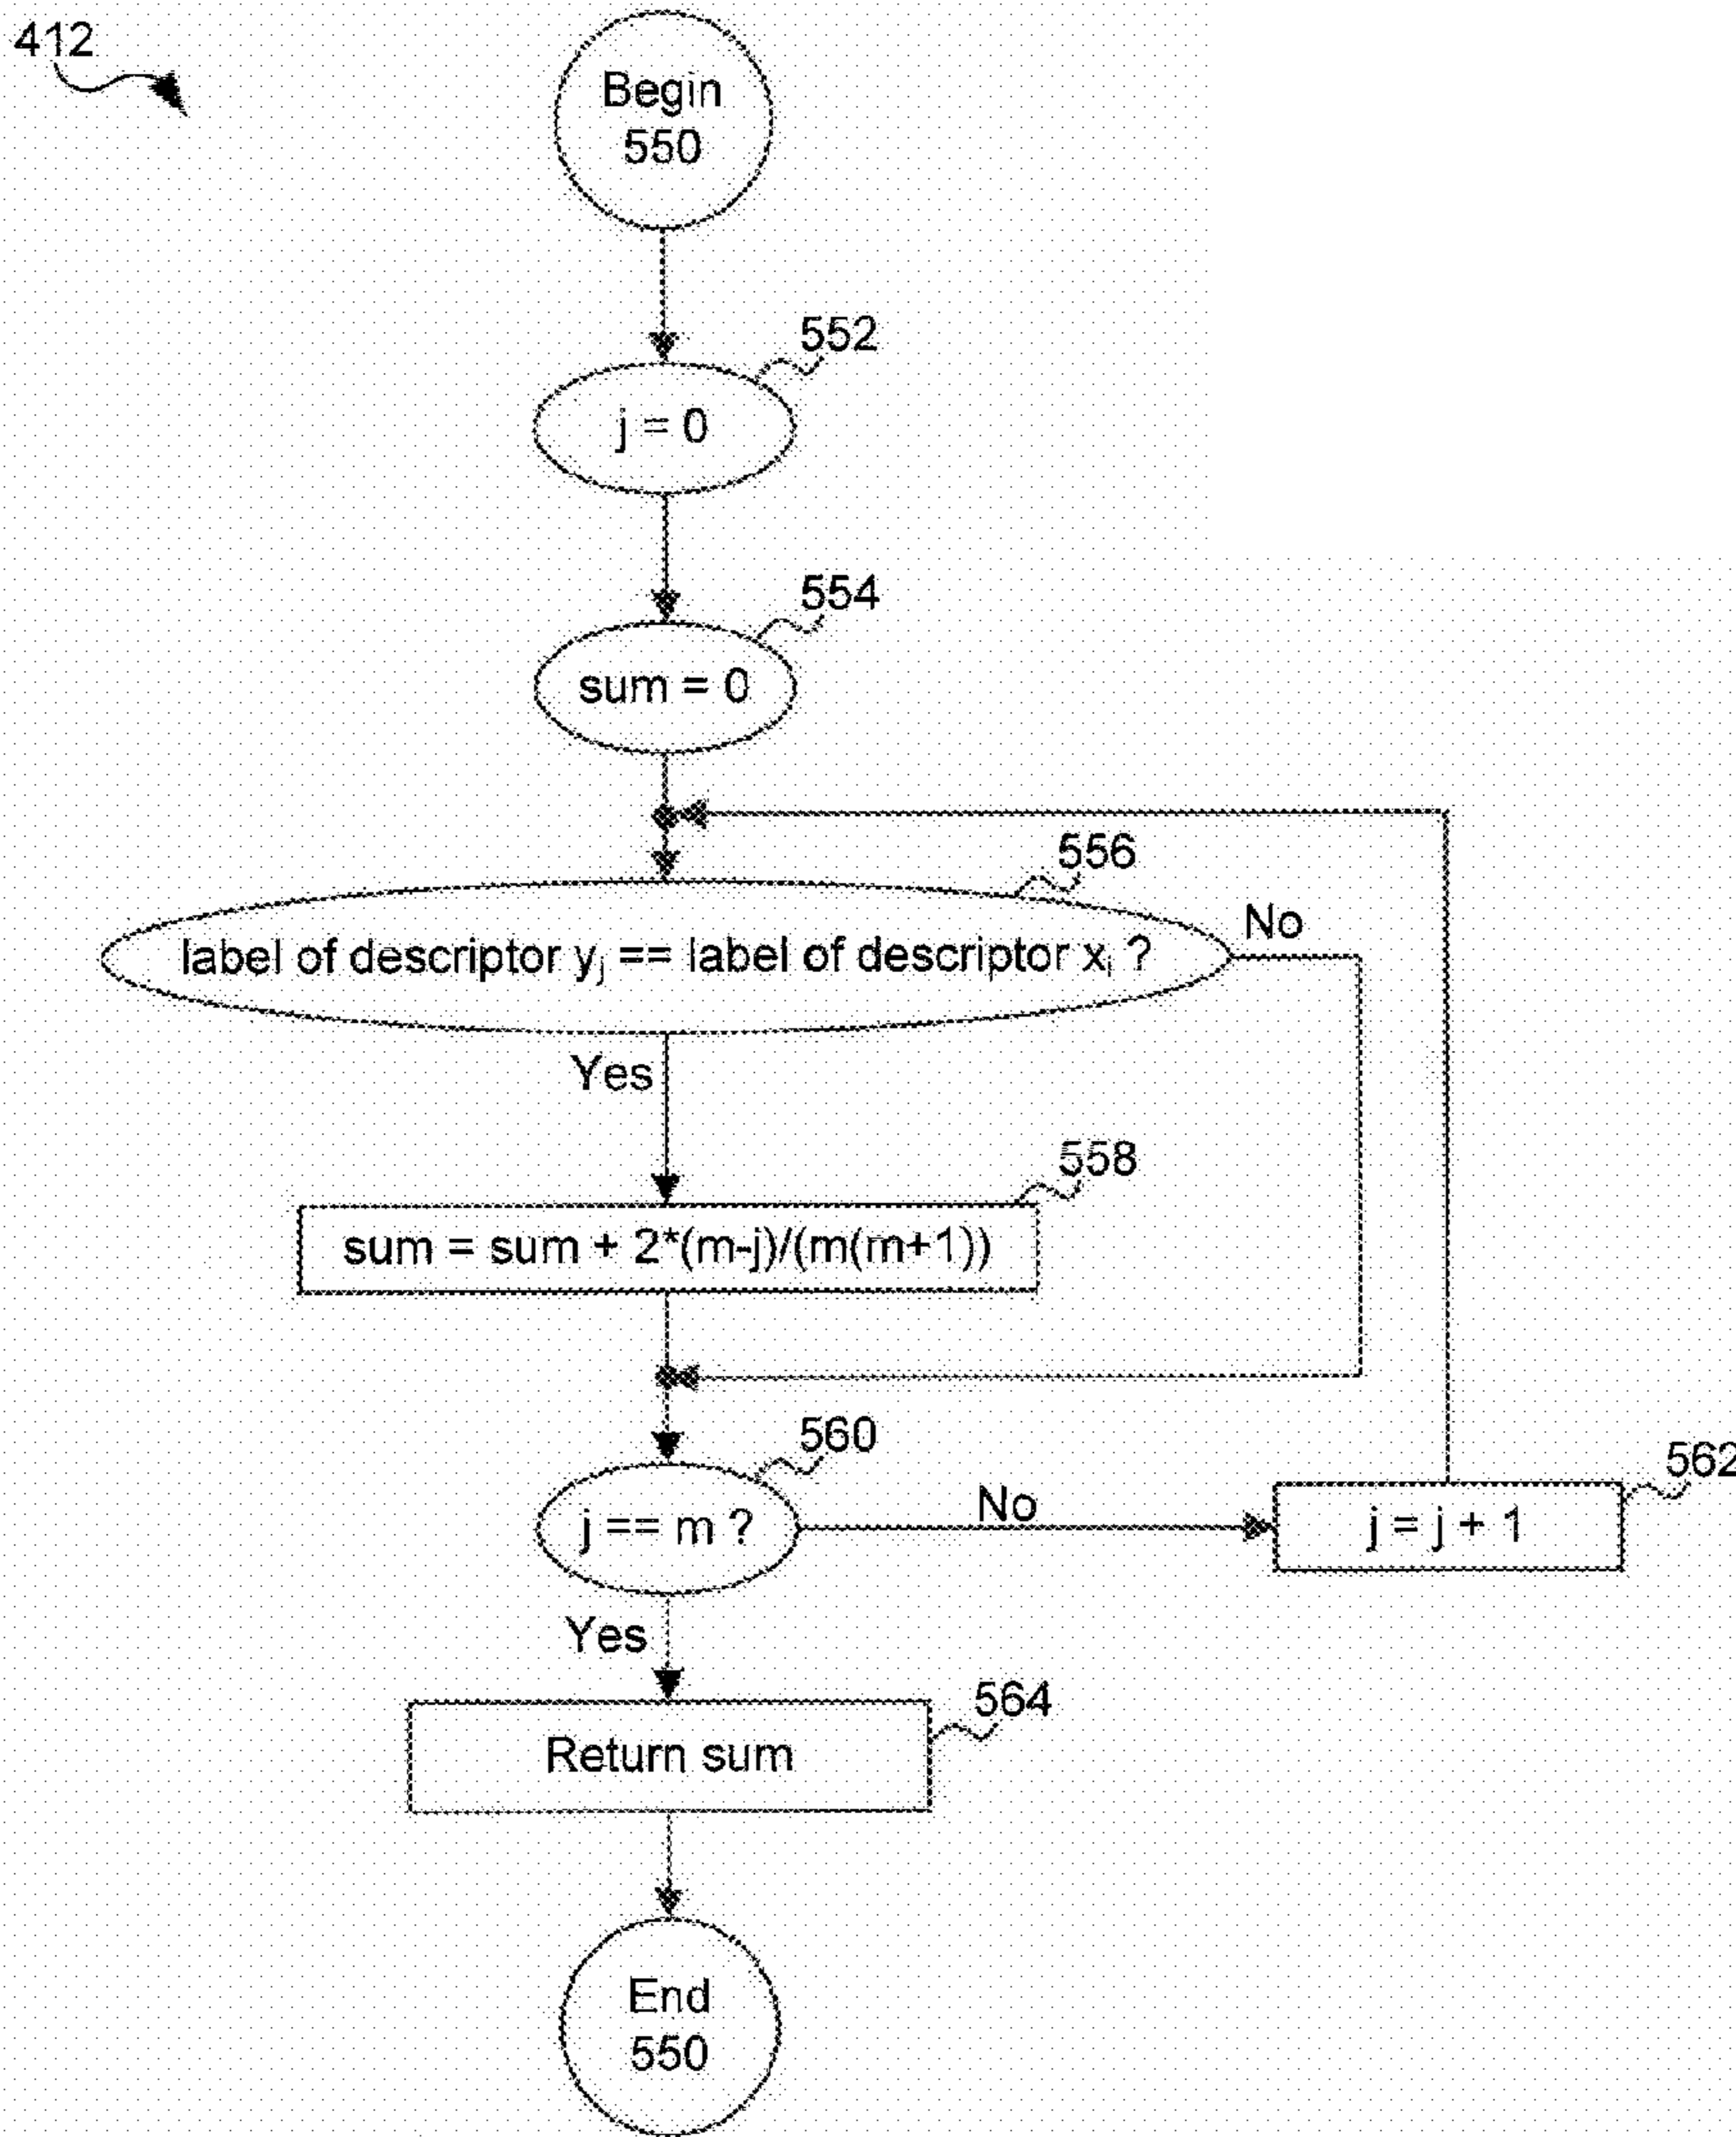 412
Begin
550
552
j = 0
554
sum = 0
556
label of descriptor yj == label of descriptor xi ?
No
Yes
558
sum = sum + 2*(m-j)/(m(m+1))
560
j == m ?
No
562
j = j + 1
Yes
564
Return sum
End
550